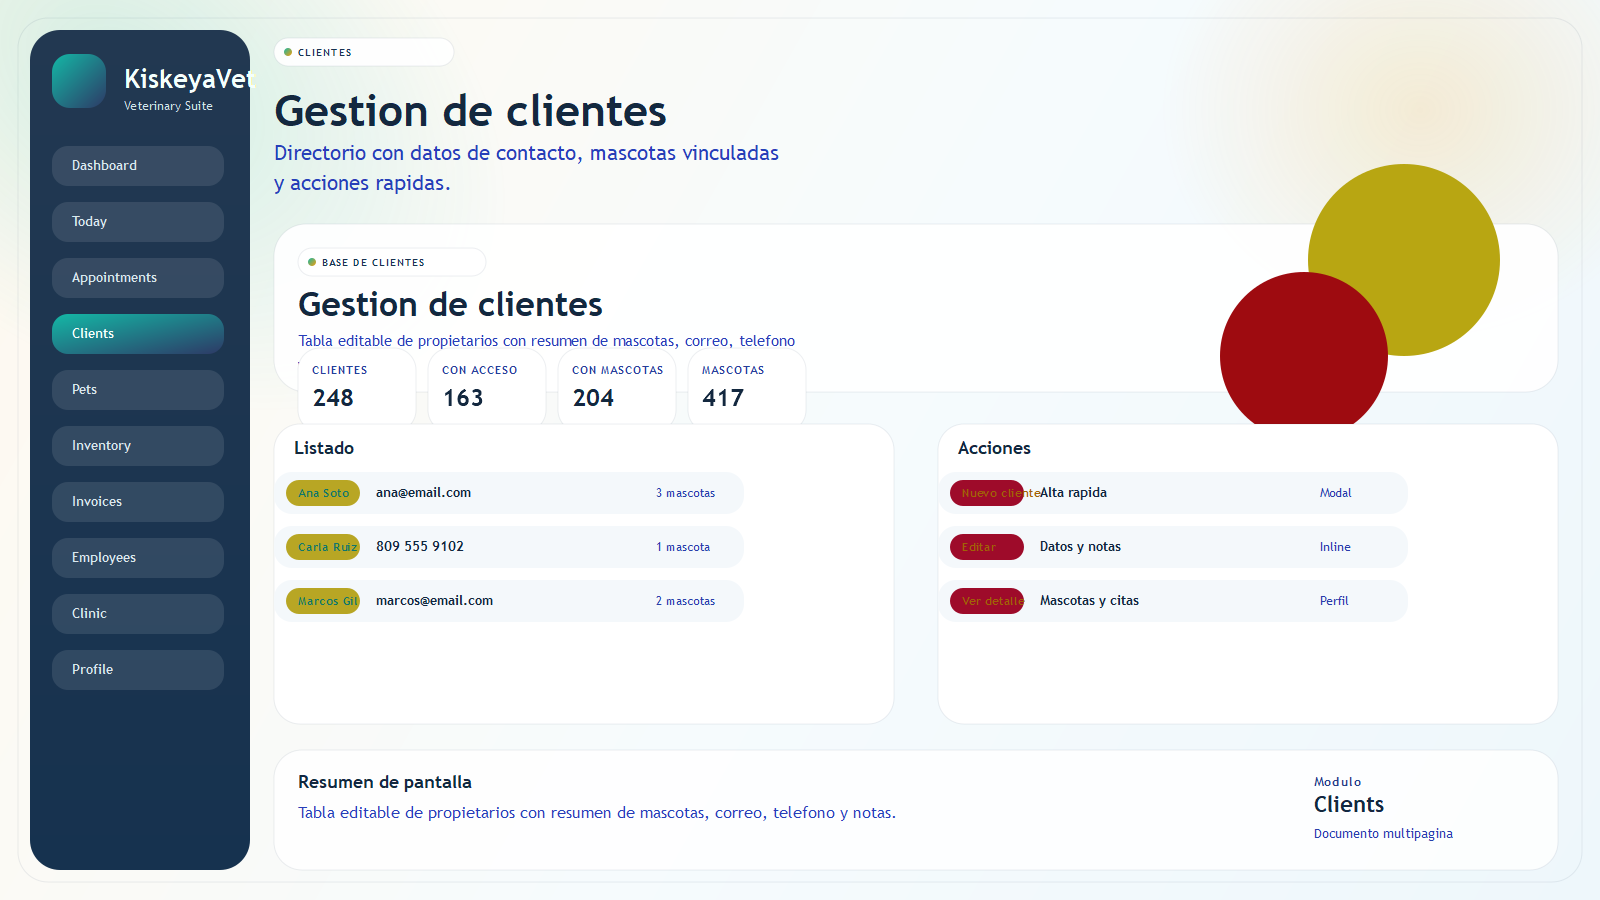 KiskeyaVet
Veterinary Suite
Dashboard
Today
Appointments
Clients
Pets
Inventory
Invoices
Employees
Clinic
Profile
CLIENTES
Gestion de clientes
Directorio con datos de contacto, mascotas vinculadas
y acciones rapidas.
BASE DE CLIENTES
Gestion de clientes
Tabla editable de propietarios con resumen de mascotas, correo, telefono
CLIENTES
248
CON ACCESO
163
CON MASCOTAS
204
MASCOTAS
417
Listado
Ana Soto ana@email.com 3 mascotas
Carla Ruiz 809 555 9102 1 mascota
Marcos Gil marcos@email.com 2 mascotas
Acciones
Nuevo cliente Alta rapida Modal
Editar Datos y notas Inline
Ver detalle Mascotas y citas Perfil
Resumen de pantalla
Tabla editable de propietarios con resumen de mascotas, correo, telefono y notas.
Modulo
Clients
Documento multipagina